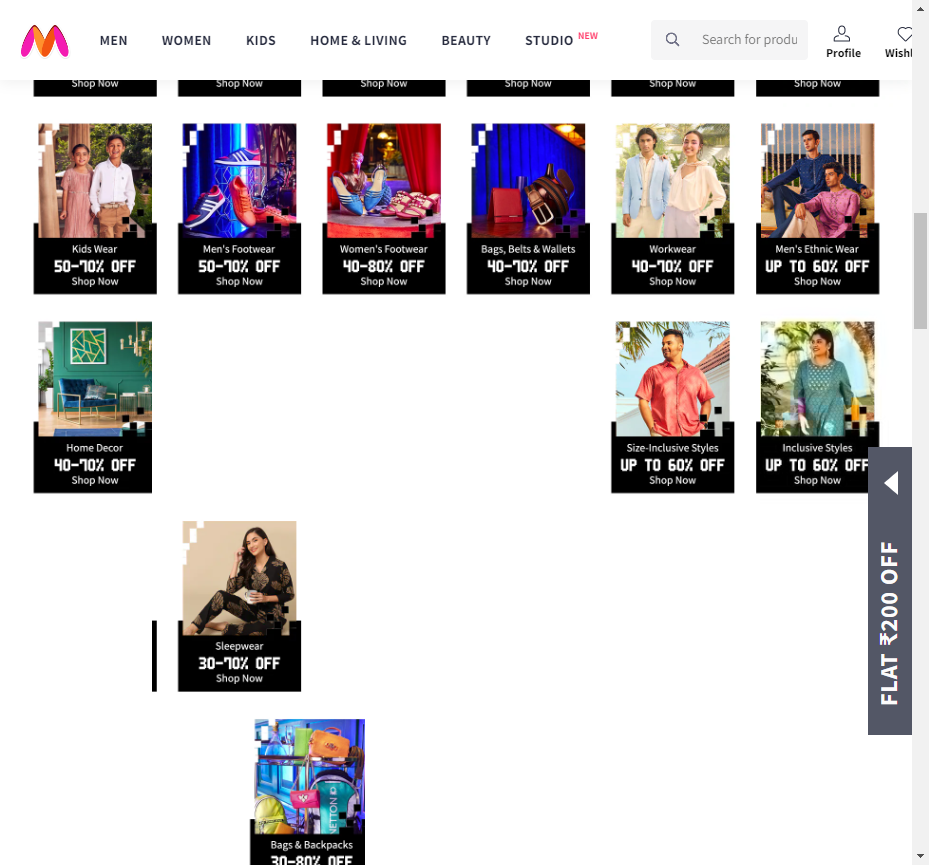 MEN WOMEN KIDS HOME & LIVING BEAUTY STUDIO NEW
Search for produ
Profile
Wishl
Shop Now Shop Now Shop Now Shop Now Shop Now Shop Now
Kids Wear
50-70% OFF
Shop Now
Men's Footwear
50-70% OFF
Shop Now
Women's Footwear
40-80% OFF
Shop Now
Bags, Belts & Wallets
40-70% OFF
Shop Now
Workwear
40-70% OFF
Shop Now
Men's Ethnic Wear
UP TO 60% OFF
Shop Now
Home Decor
40-70% OFF
Shop Now
Size-Inclusive Styles
UP TO 60% OFF
Shop Now
Inclusive Styles
UP TO 60% OFF
Shop Now
FLAT ₹200 OFF
Sleepwear
30-70% OFF
Shop Now
Bags & Backpacks
30-80% OFF